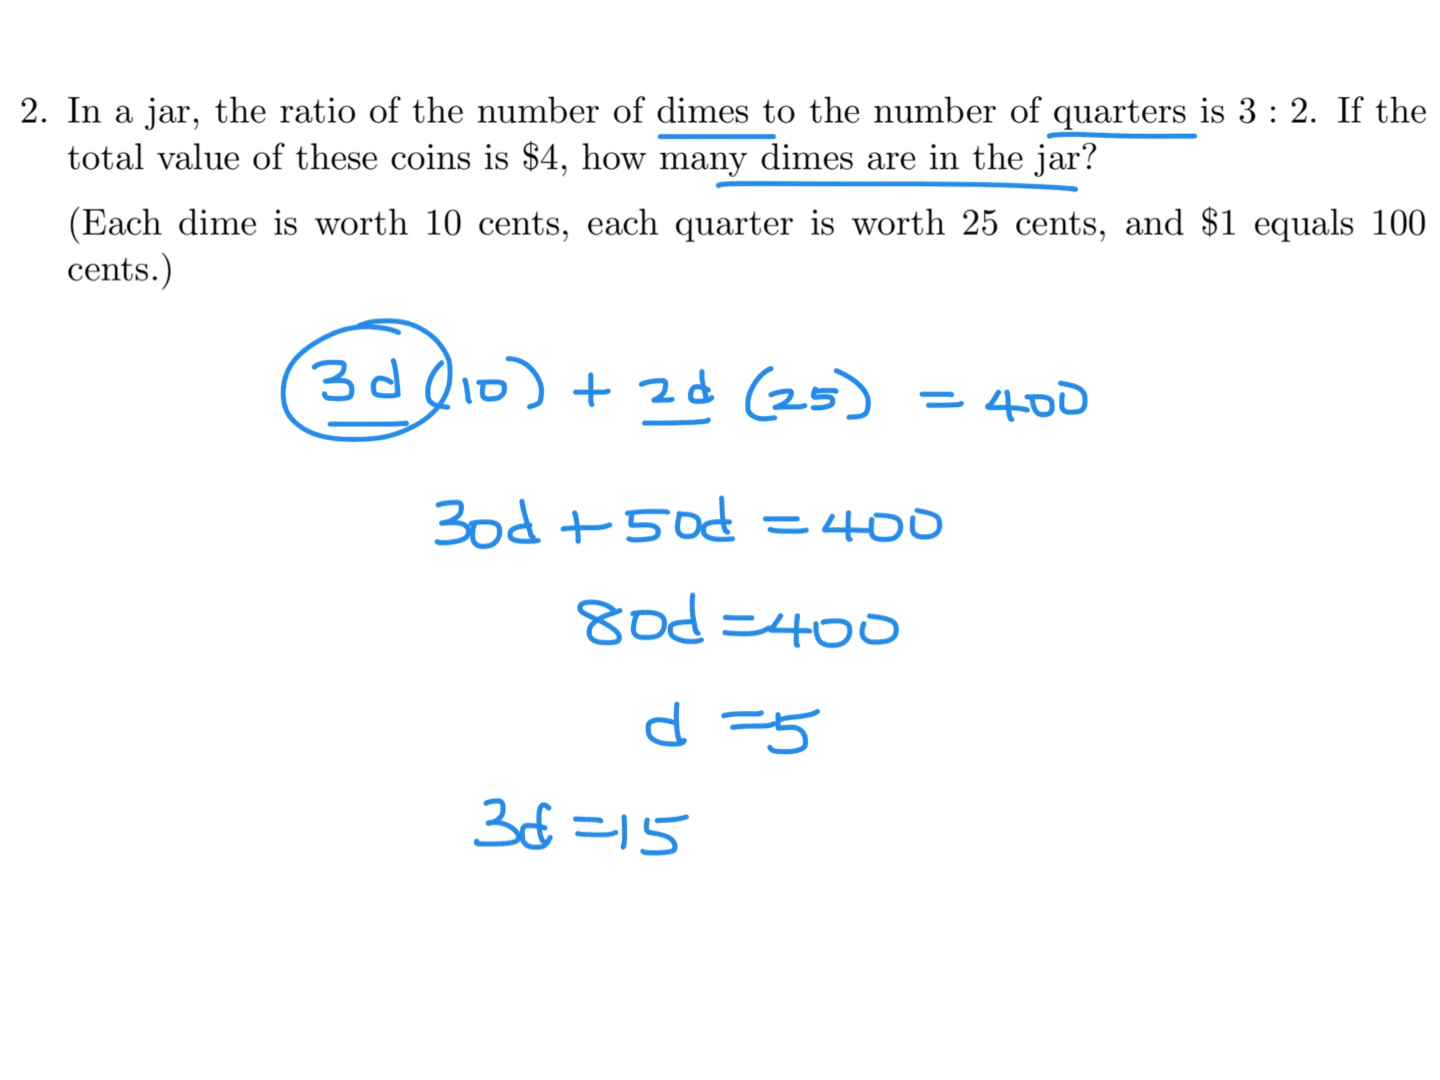 2. In a jar, the ratio of the number of dimes to the number of quarters is 3 : 2. If the
total value of these coins is $4, how many dimes are in the jar?
(Each dime is worth 10 cents, each quarter is worth 25 cents, and $1 equals 100
cents.)
3d(10) + 2d (25) = 400
30d + 50d = 400
80d = 400
d = 5
3d = 15